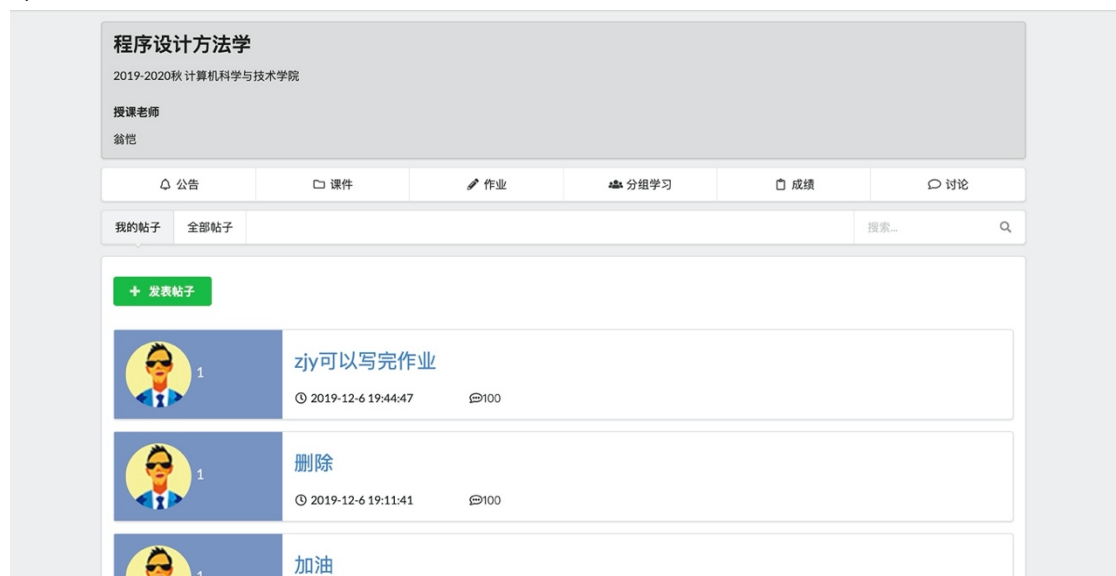 程序设计方法学
2019-2020秋 计算机科学与技术学院
授课老师
翁恺
公告 课件 作业 分组学习 成绩 讨论
我的帖子 全部帖子 搜索...
发表帖子
1 zjy可以写完作业
2019-12-6 19:44:47 100
1 删除
2019-12-6 19:11:41 100
1 加油